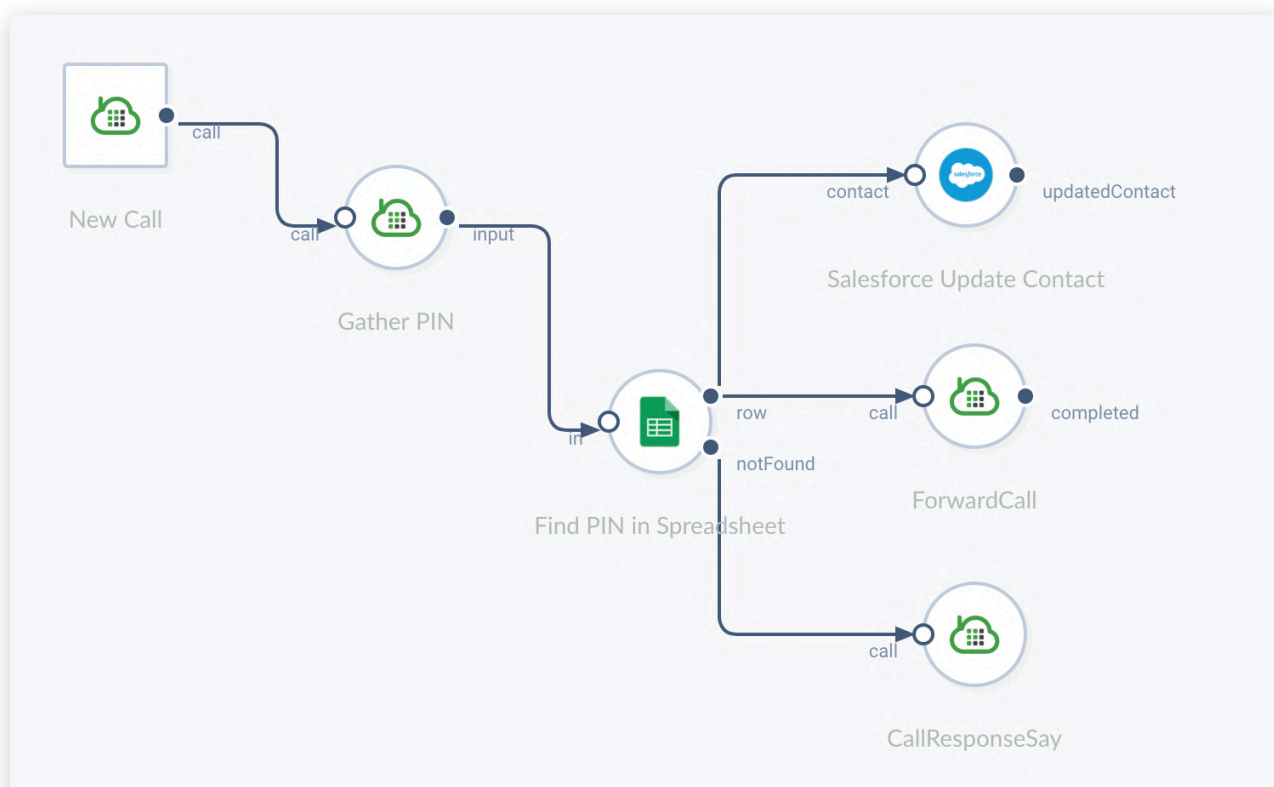 call
New Call
call
input
Gather PIN
in
Find PIN in Spreadsheet
row
notFound
contact
salesforce
updatedContact
Salesforce Update Contact
call
completed
ForwardCall
call
CallResponseSay